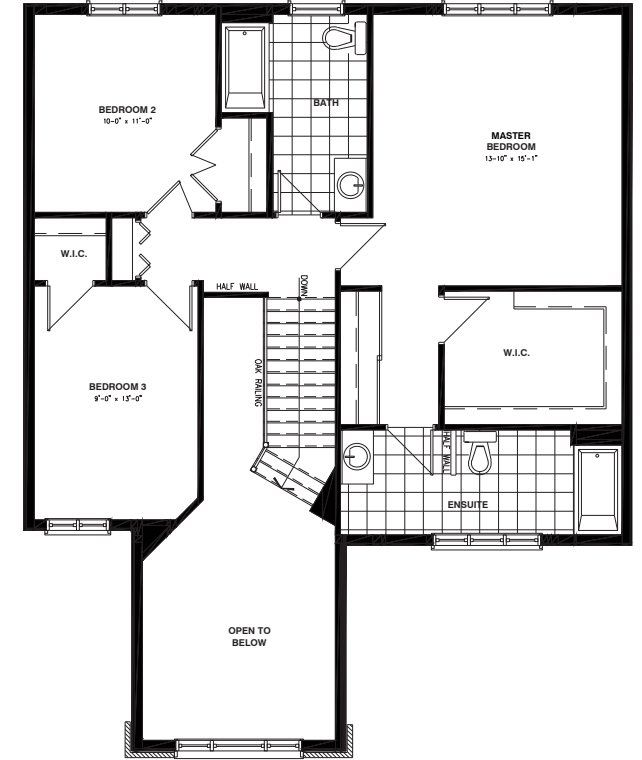 BEDROOM 2
10-0" x 11'-0"
BATH
MASTER
BEDROOM
13-10" x 15'-1"
W.I.C.
HALF WALL
DOWN
OAK RAILING
W.I.C.
BEDROOM 3
9'-0" x 13'-0"
HALF WALL
ENSUITE
OPEN TO
BELOW